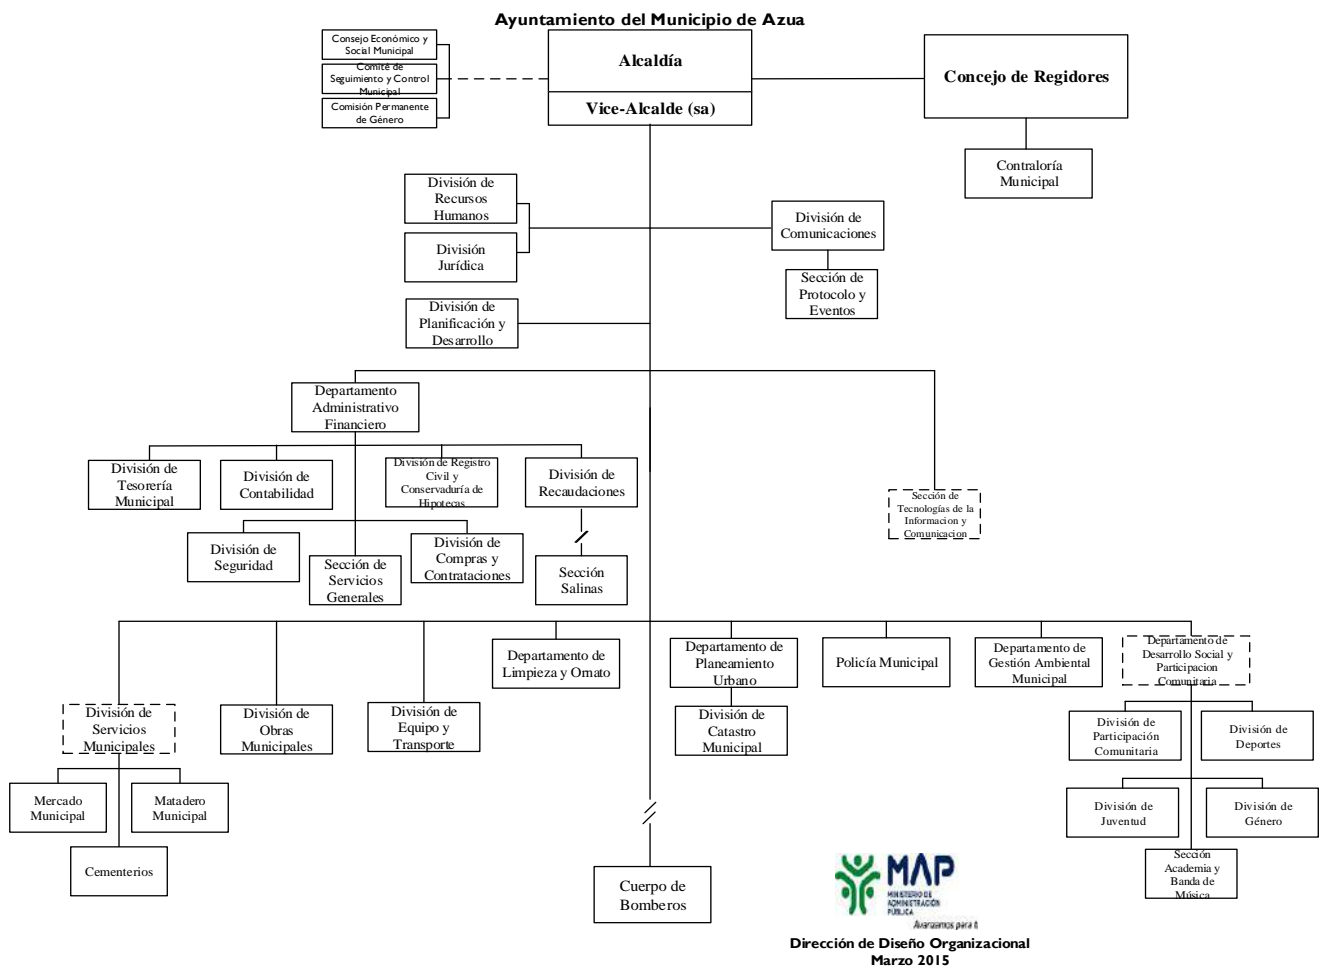 Ayuntamiento del Municipio de Azua
Consejo Económico y
Social Municipal
Comité de
Seguimiento y Control
Municipal
Comisión Permanente
de Género
Alcaldía
Vice-Alcalde (sa)
Concejo de Regidores
Contraloría
Municipal
División de
Recursos
Humanos
División
Jurídica
División de
Comunicaciones
Sección de
Protocolo y
Eventos
División de
Planificación y
Desarrollo
Departamento
Administrativo
Financiero
División de
Tesorería
Municipal
División de
Contabilidad
División de Registro
Civil y
Conservaduría de
Hipotecas
División de
Recaudaciones
Sección de
Tecnologías de la
Informacion y
Comunicacion
División de
Seguridad
Sección de
Servicios
Generales
División de
Compras y
Contrataciones
Sección
Salinas
Departamento de
Limpieza y Ornato
Departamento de
Planeamiento
Urbano
Policía Municipal
Departamento de
Gestión Ambiental
Municipal
Departamento de
Desarrollo Social y
Participacion
Comunitaria
División de
Servicios
Municipales
División de
Obras
Municipales
División de
Equipo y
Transporte
División de
Catastro
Municipal
División de
Participación
Comunitaria
División de
Deportes
Mercado
Municipal
Matadero
Municipal
División de
Juventud
División de
Género
Cementerios
Sección
Academia y
Banda de
Música
Cuerpo de
Bomberos
MAP
MINISTERIO DE
ADMINISTRACIÓN
PÚBLICA
Avanzamos para ti
Dirección de Diseño Organizacional
Marzo 2015